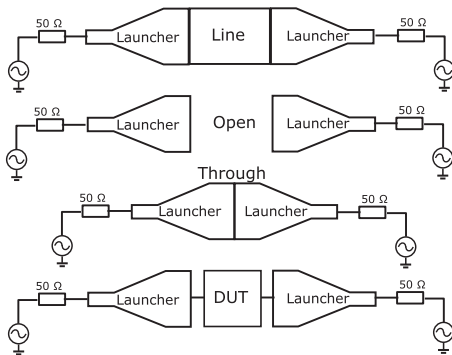 50 Ω 50 Ω
Launcher Line Launcher
50 Ω 50 Ω
Launcher Open Launcher
Through
50 Ω 50 Ω
Launcher Launcher
50 Ω 50 Ω
Launcher DUT Launcher